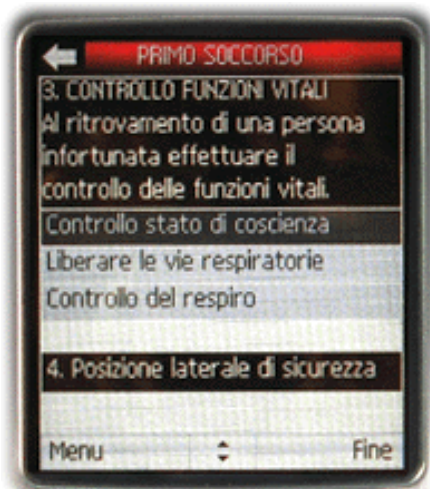 PRIMO SOCCORSO
3. CONTROLLO FUNZIONI VITALI
Al ritrovamento di una persona
infortunata effettuare il
controllo delle funzioni vitali.
Controllo stato di coscienza
Liberare le vie respiratorie
Controllo del respiro
4. Posizione laterale di sicurezza
Menu Fine